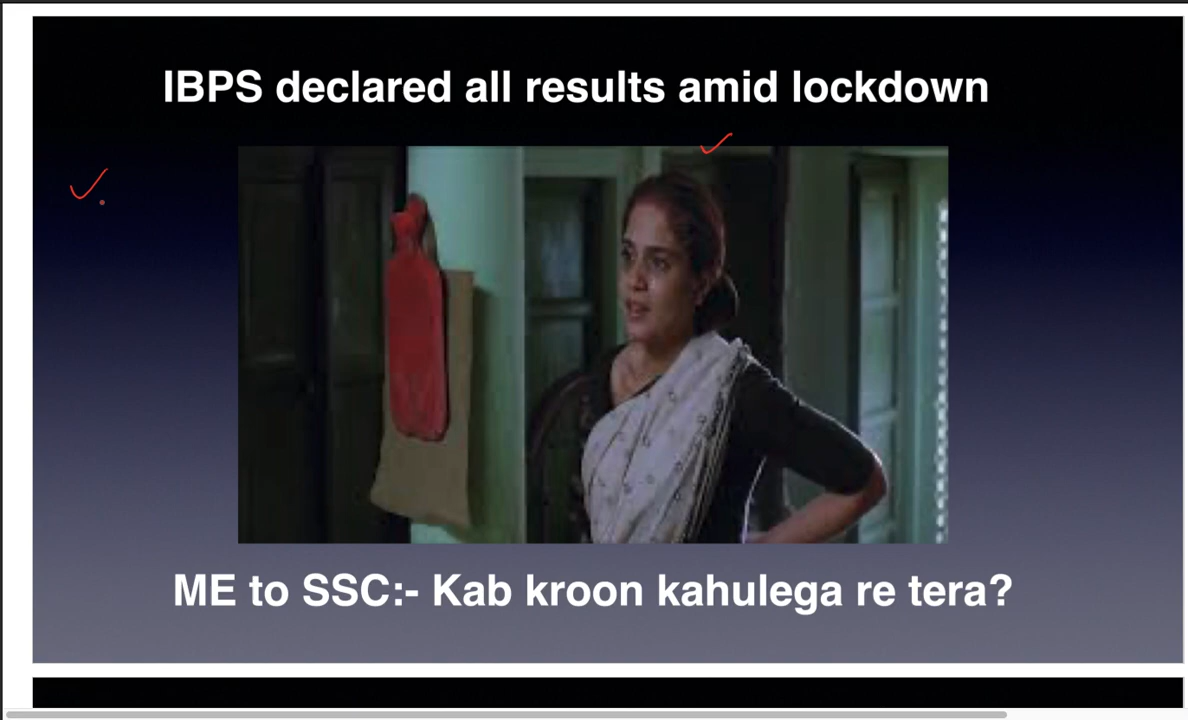 IBPS declared all results amid lockdown
ME to SSC:- Kab kroon kahulega re tera?